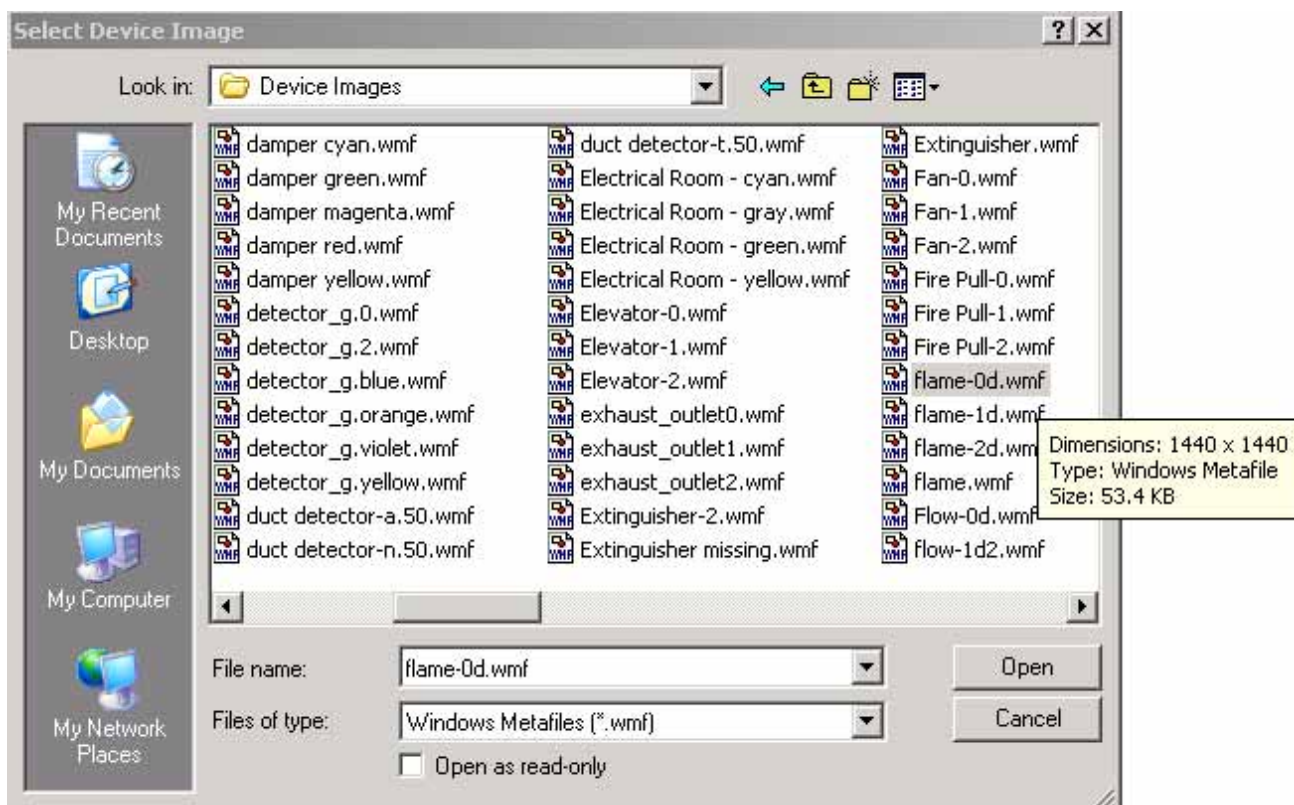 Select Device Image
Look in: Device Images
My Recent
Documents
Desktop
My Documents
My Computer
My Network
Places
damper cyan.wmf
damper green.wmf
damper magenta.wmf
damper red.wmf
damper yellow.wmf
detector_g.0.wmf
detector_g.2.wmf
detector_g.blue.wmf
detector_g.orange.wmf
detector_g.violet.wmf
detector_g.yellow.wmf
duct detector-a.50.wmf
duct detector-n.50.wmf
duct detector-t.50.wmf
Electrical Room - cyan.wmf
Electrical Room - gray.wmf
Electrical Room - green.wmf
Electrical Room - yellow.wmf
Elevator-0.wmf
Elevator-1.wmf
Elevator-2.wmf
exhaust_outlet0.wmf
exhaust_outlet1.wmf
exhaust_outlet2.wmf
Extinguisher-2.wmf
Extinguisher missing.wmf
Extinguisher.wmf
Fan-0.wmf
Fan-1.wmf
Fan-2.wmf
Fire Pull-0.wmf
Fire Pull-1.wmf
Fire Pull-2.wmf
flame-0d.wmf
flame-1d.wmf
flame-2d.wm
flame.wmf
Flow-0d.wmf
flow-1d2.wmf
Dimensions: 1440 x 1440
Type: Windows Metafile
Size: 53.4 KB
File name: flame-0d.wmf Open
Files of type: Windows Metafiles (*.wmf) Cancel
Open as read-only